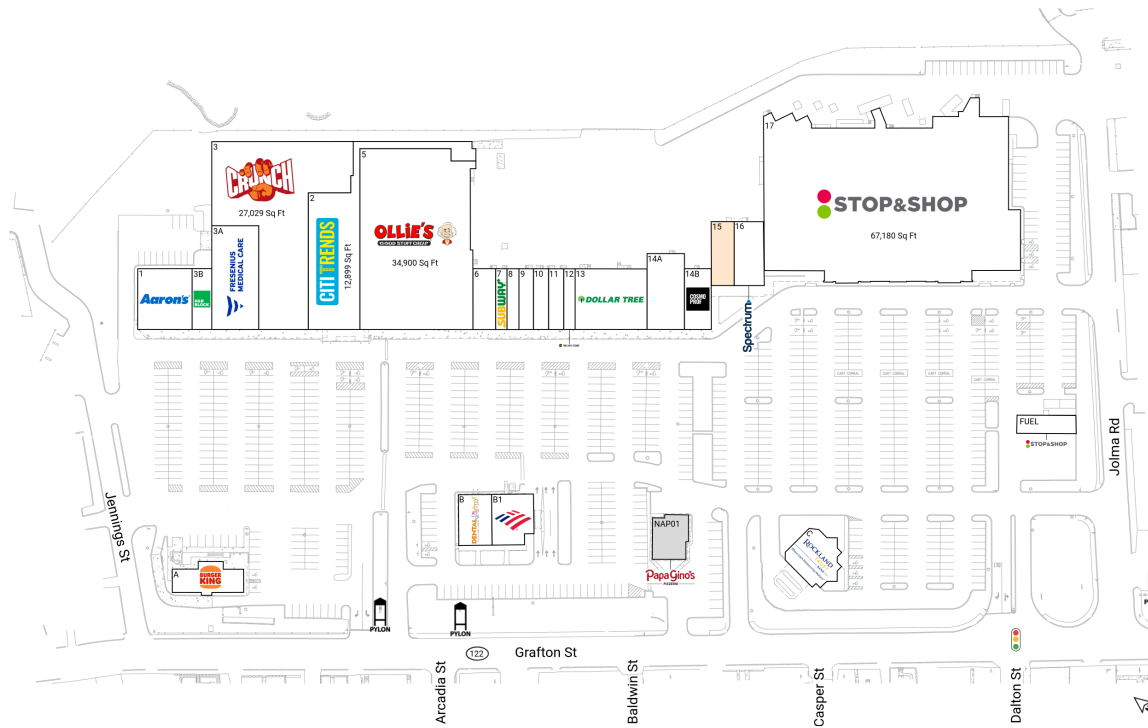 17
3
CRUNCH
27,029 Sq Ft
5
OLLIE'S
GOOD STUFF CHEAP
34,900 Sq Ft
2
CITI TRENDS
12,899 Sq Ft
3A
FRESENIUS
MEDICAL CARE
STOP&SHOP
67,180 Sq Ft
15
16
14A
1
Aaron's
3B
H&R
BLOCK
6
7
SUBWAY
8
9
10
11
12
13
DOLLAR TREE
14B
COSMO
PROF
Spectrum
CART CORRAL
CART CORRAL
CART CORRAL
CART CORRAL
FUEL
STOP&SHOP
Jolma Rd
Jennings St
B
DENTAL
B1
NAP01
Papa Gino's
PIZZERIA
C
ROCKLAND
TRUST
BANK
A
BURGER
KING
PYLON
PYLON
122
Grafton St
Arcadia St
Baldwin St
Casper St
Dalton St